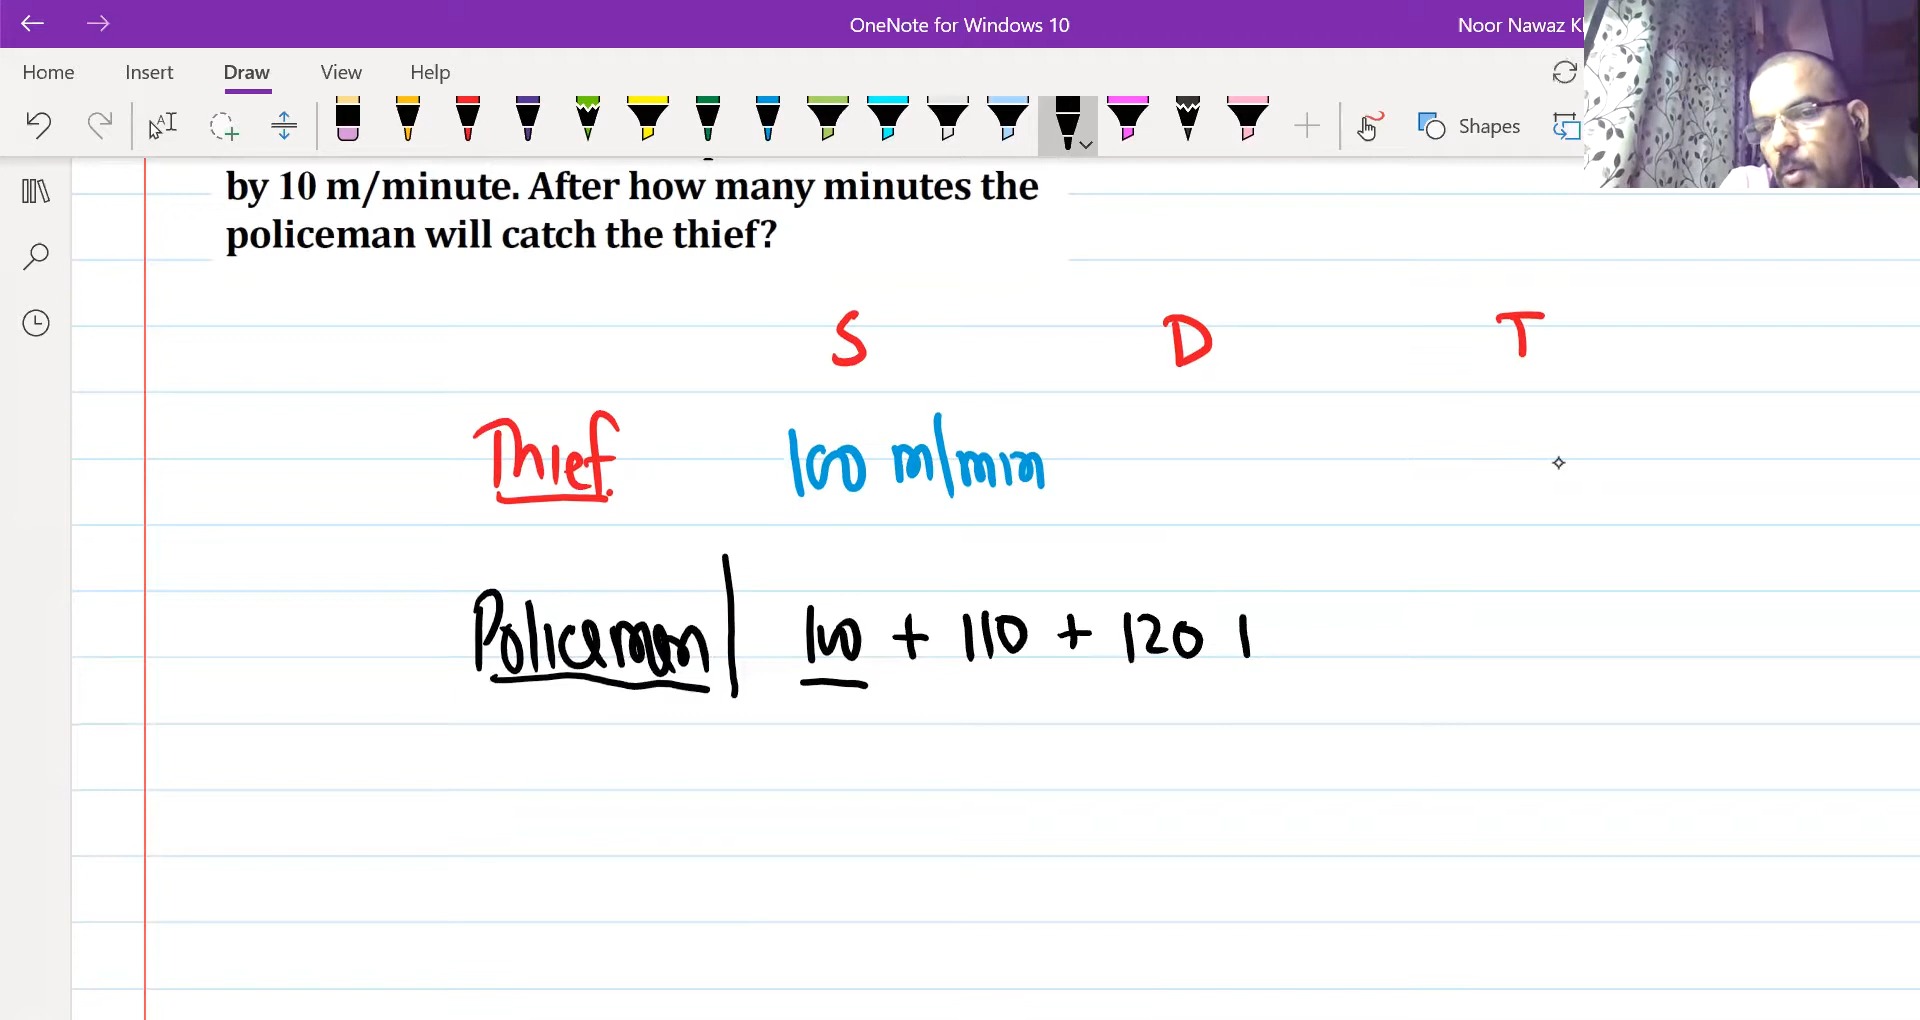 OneNote for Windows 10
Noor Nawaz K
Home Insert Draw View Help
Shapes
by 10 m/minute. After how many minutes the
policeman will catch the thief?
S D T
Thief 100 m/min
Policeman 100 + 110 + 120 1